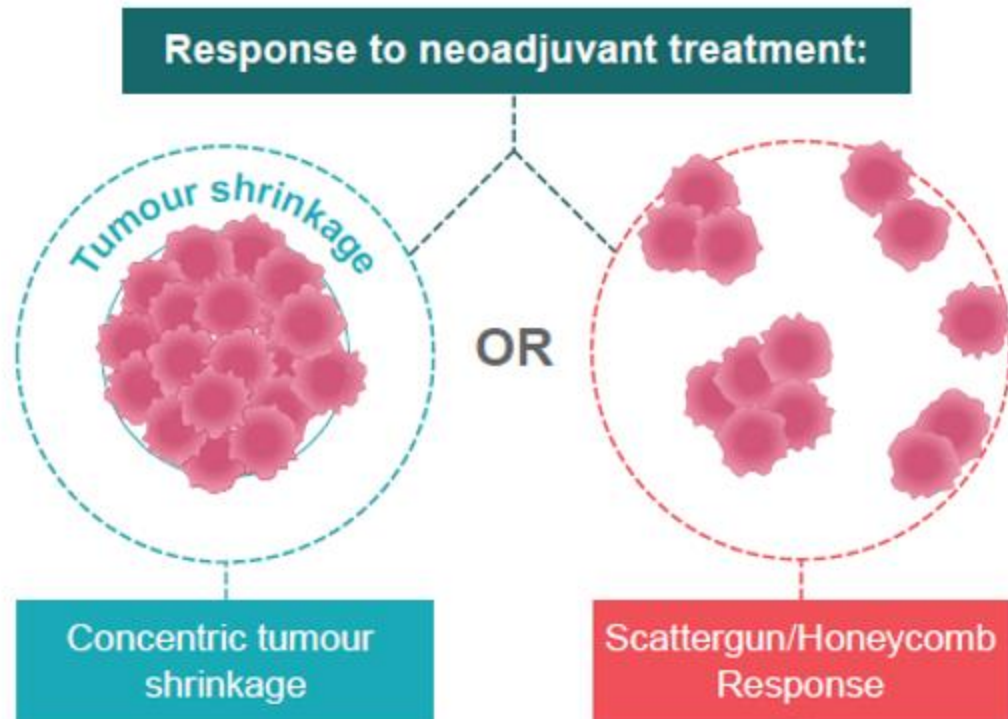 Response to neoadjuvant treatment:
Tumour shrinkage
OR
Concentric tumour
shrinkage
Scattergun/Honeycomb
Response